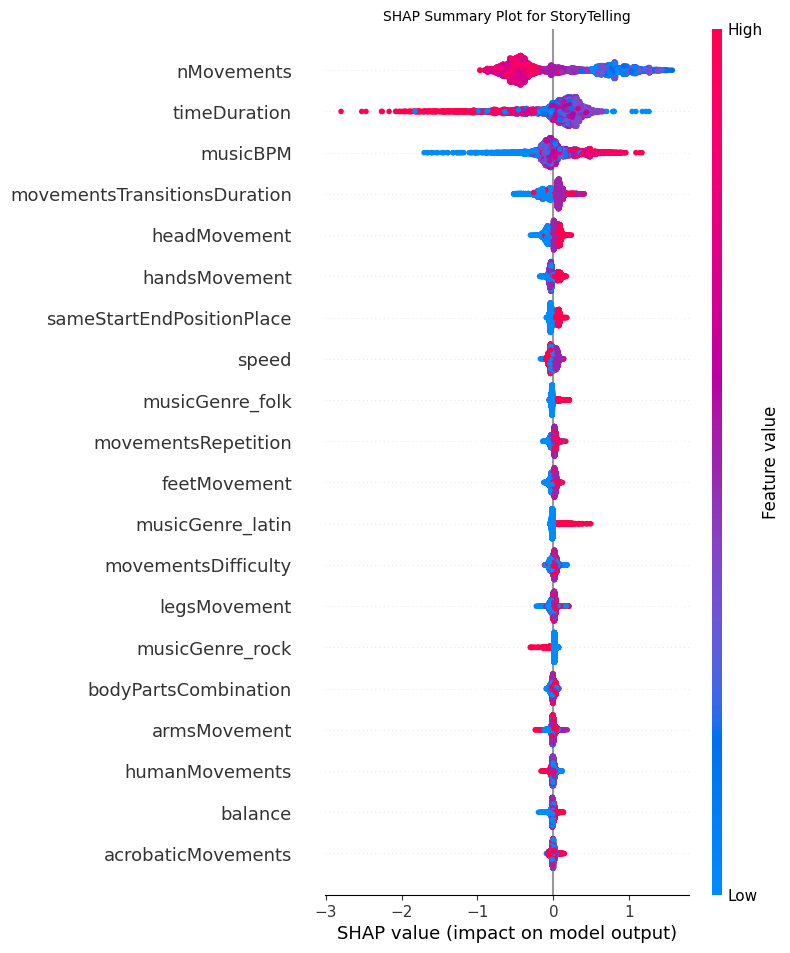 SHAP Summary Plot for StoryTelling
High
nMovements
timeDuration
musicBPM
movementsTransitionsDuration
headMovement
handsMovement
sameStartEndPositionPlace
speed
musicGenre_folk
movementsRepetition
feetMovement
musicGenre_latin
movementsDifficulty
legsMovement
musicGenre_rock
bodyPartsCombination
armsMovement
humanMovements
balance
acrobaticMovements
Feature value
Low
−3 −2 −1 0 1
SHAP value (impact on model output)